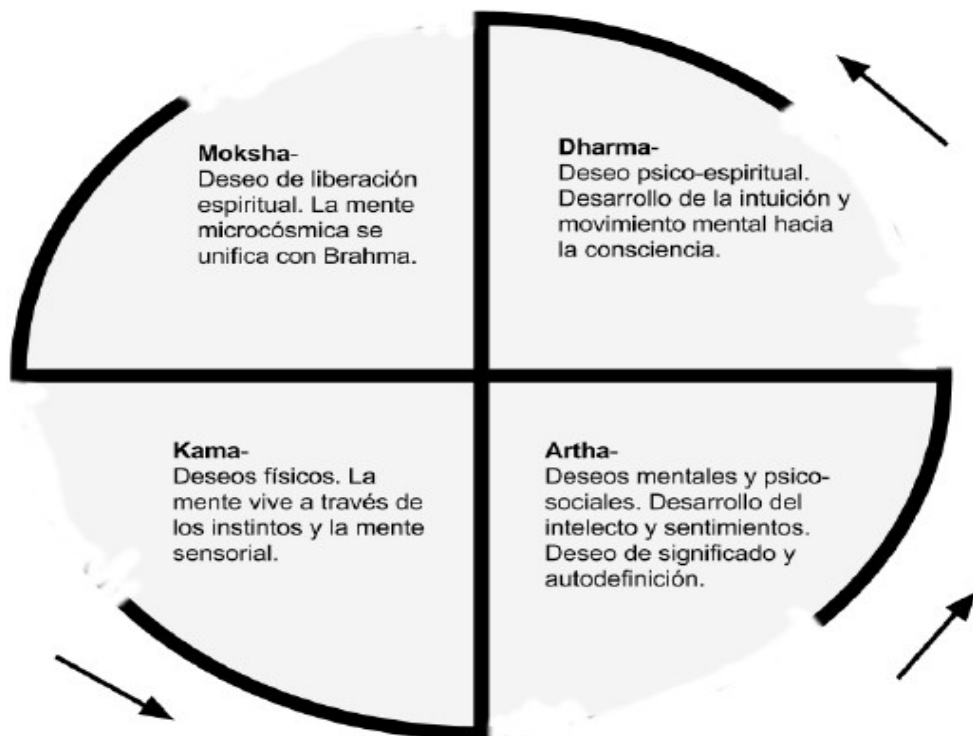 Moksha-
Deseo de liberación
espiritual. La mente
microcósmica se
unifica con Brahma.
Dharma-
Deseo psico-espiritual.
Desarrollo de la intuición y
movimiento mental hacia
la consciencia.
Kama-
Deseos físicos. La
mente vive a través de
los instintos y la mente
sensorial.
Artha-
Deseos mentales y psico-
sociales. Desarrollo del
intelecto y sentimientos.
Deseo de significado y
autodefinición.